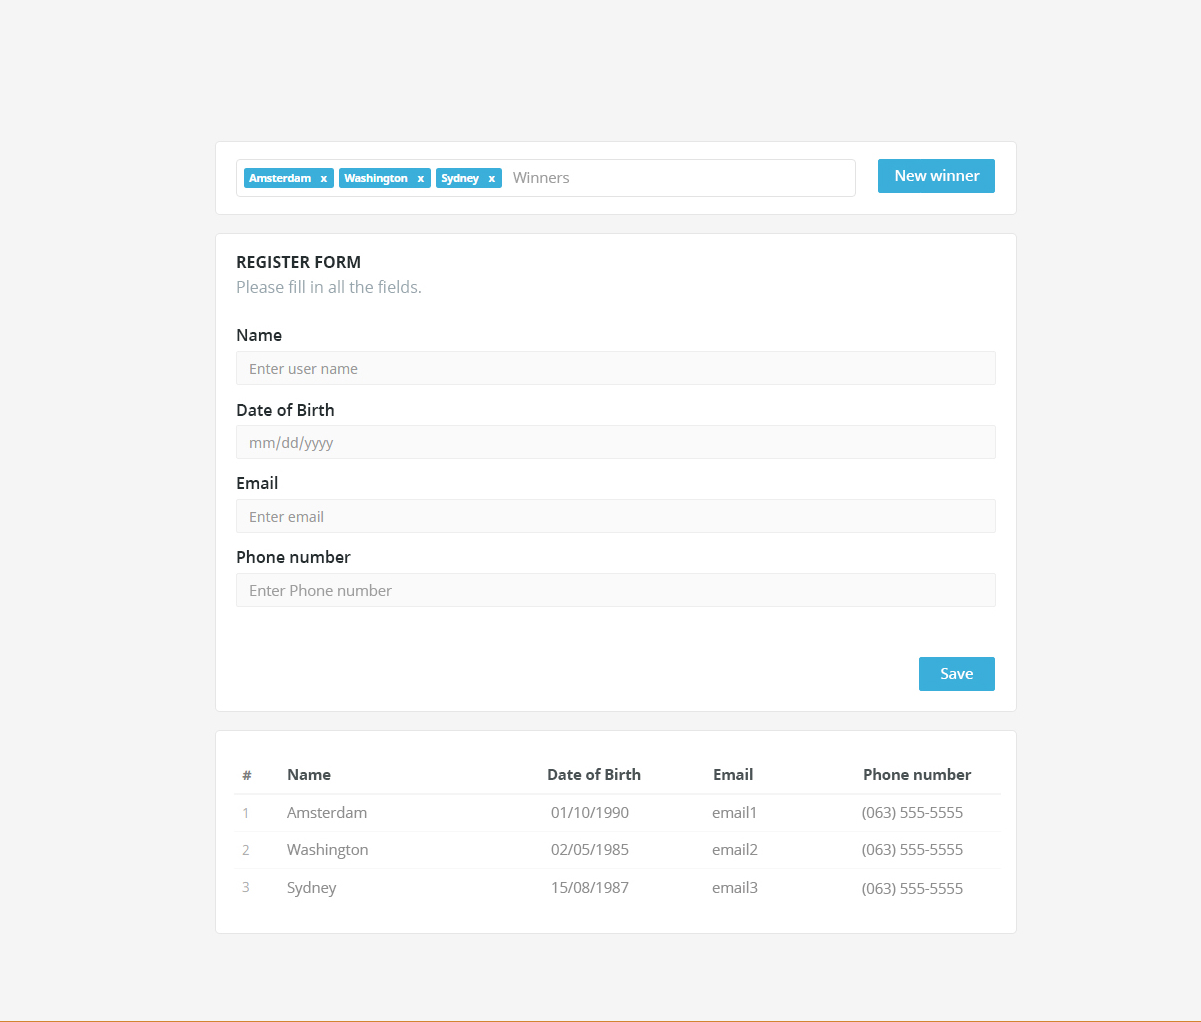 Amsterdam x Washington x Sydney x Winners New winner
REGISTER FORM
Please fill in all the fields.
Name
Enter user name
Date of Birth
mm/dd/yyyy
Email
Enter email
Phone number
Enter Phone number
Save
# Name Date of Birth Email Phone number
1 Amsterdam 01/10/1990 email1 (063) 555-5555
2 Washington 02/05/1985 email2 (063) 555-5555
3 Sydney 15/08/1987 email3 (063) 555-5555